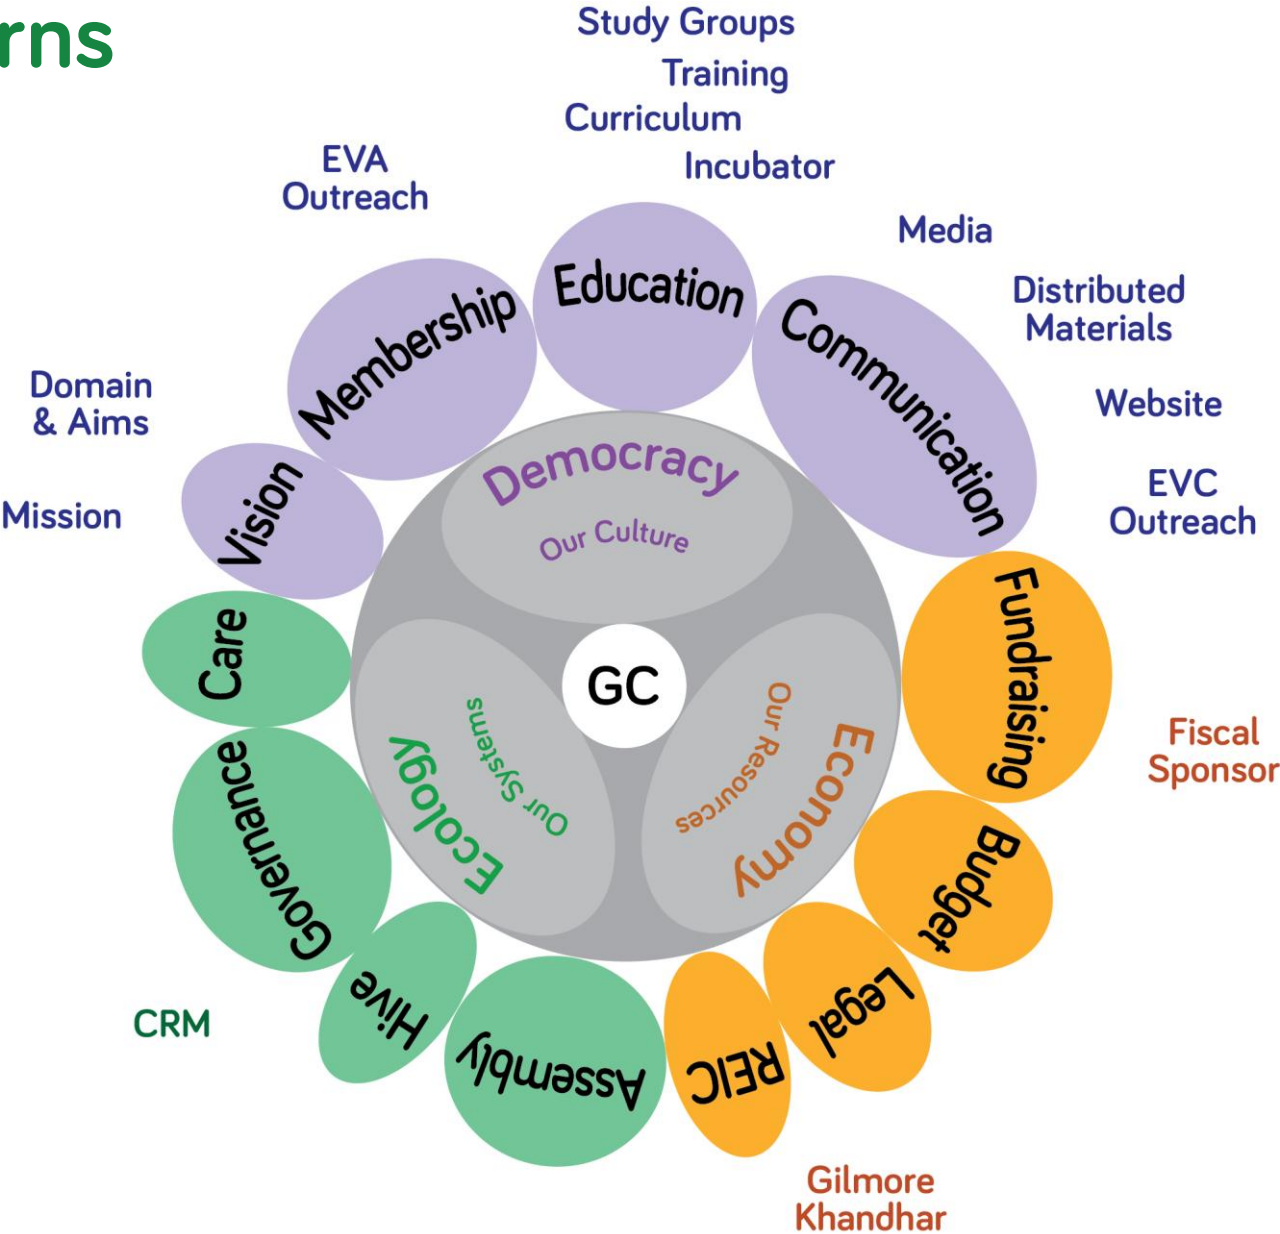 rns
Study Groups
Training
Curriculum
Incubator
EVA
Outreach
Media
Distributed
Materials
Website
EVC
Outreach
Domain
& Aims
Mission
Education
Membership
Communication
Vision
Democracy
Our Culture
Care
Fundraising
GC
Fiscal
Sponsor
Our Systems
Ecology
Our Resources
Economy
Governance
Budget
Hive
Legal
CRM
Assembly
REIC
Gilmore
Khandhar